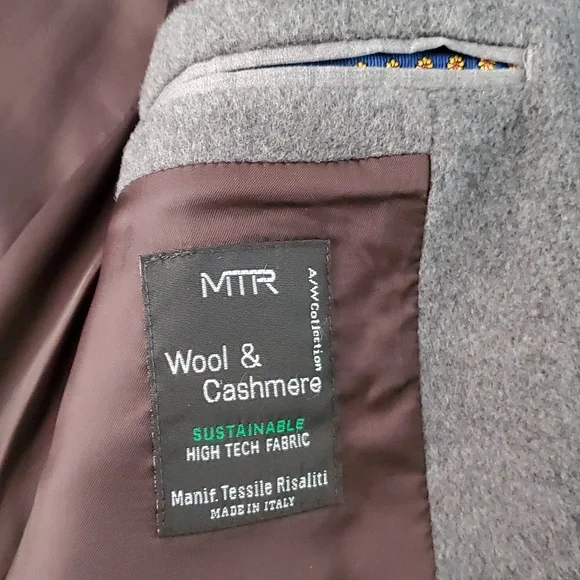 MTR
A/W Collection
Wool &
Cashmere
SUSTAINABLE
HIGH TECH FABRIC
Manif. Tessile Risaliti
MADE IN ITALY